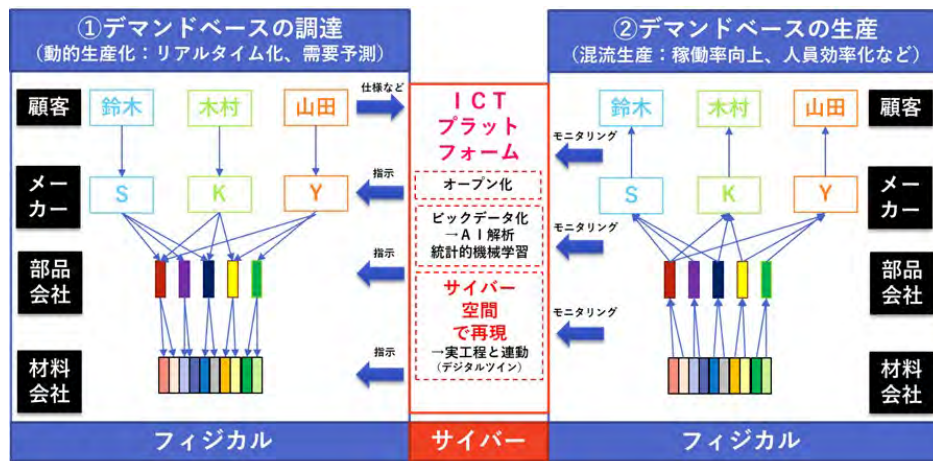 ①デマンドベースの調達
（動的生産化：リアルタイム化、需要予測）
顧客
鈴木
木村
山田
仕様など
メーカー
S
K
Y
指示
部品会社
指示
材料会社
指示
フィジカル
ICT
プラット
フォーム
オープン化
ビックデータ化
→AI解析
統計的機械学習
サイバー
空間
で再現
→実工程と連動
（デジタルツイン）
サイバー
②デマンドベースの生産
（混流生産：稼働率向上、人員効率化など）
モニタリング
鈴木
木村
山田
顧客
モニタリング
S
K
Y
メーカー
モニタリング
部品会社
材料会社
フィジカル